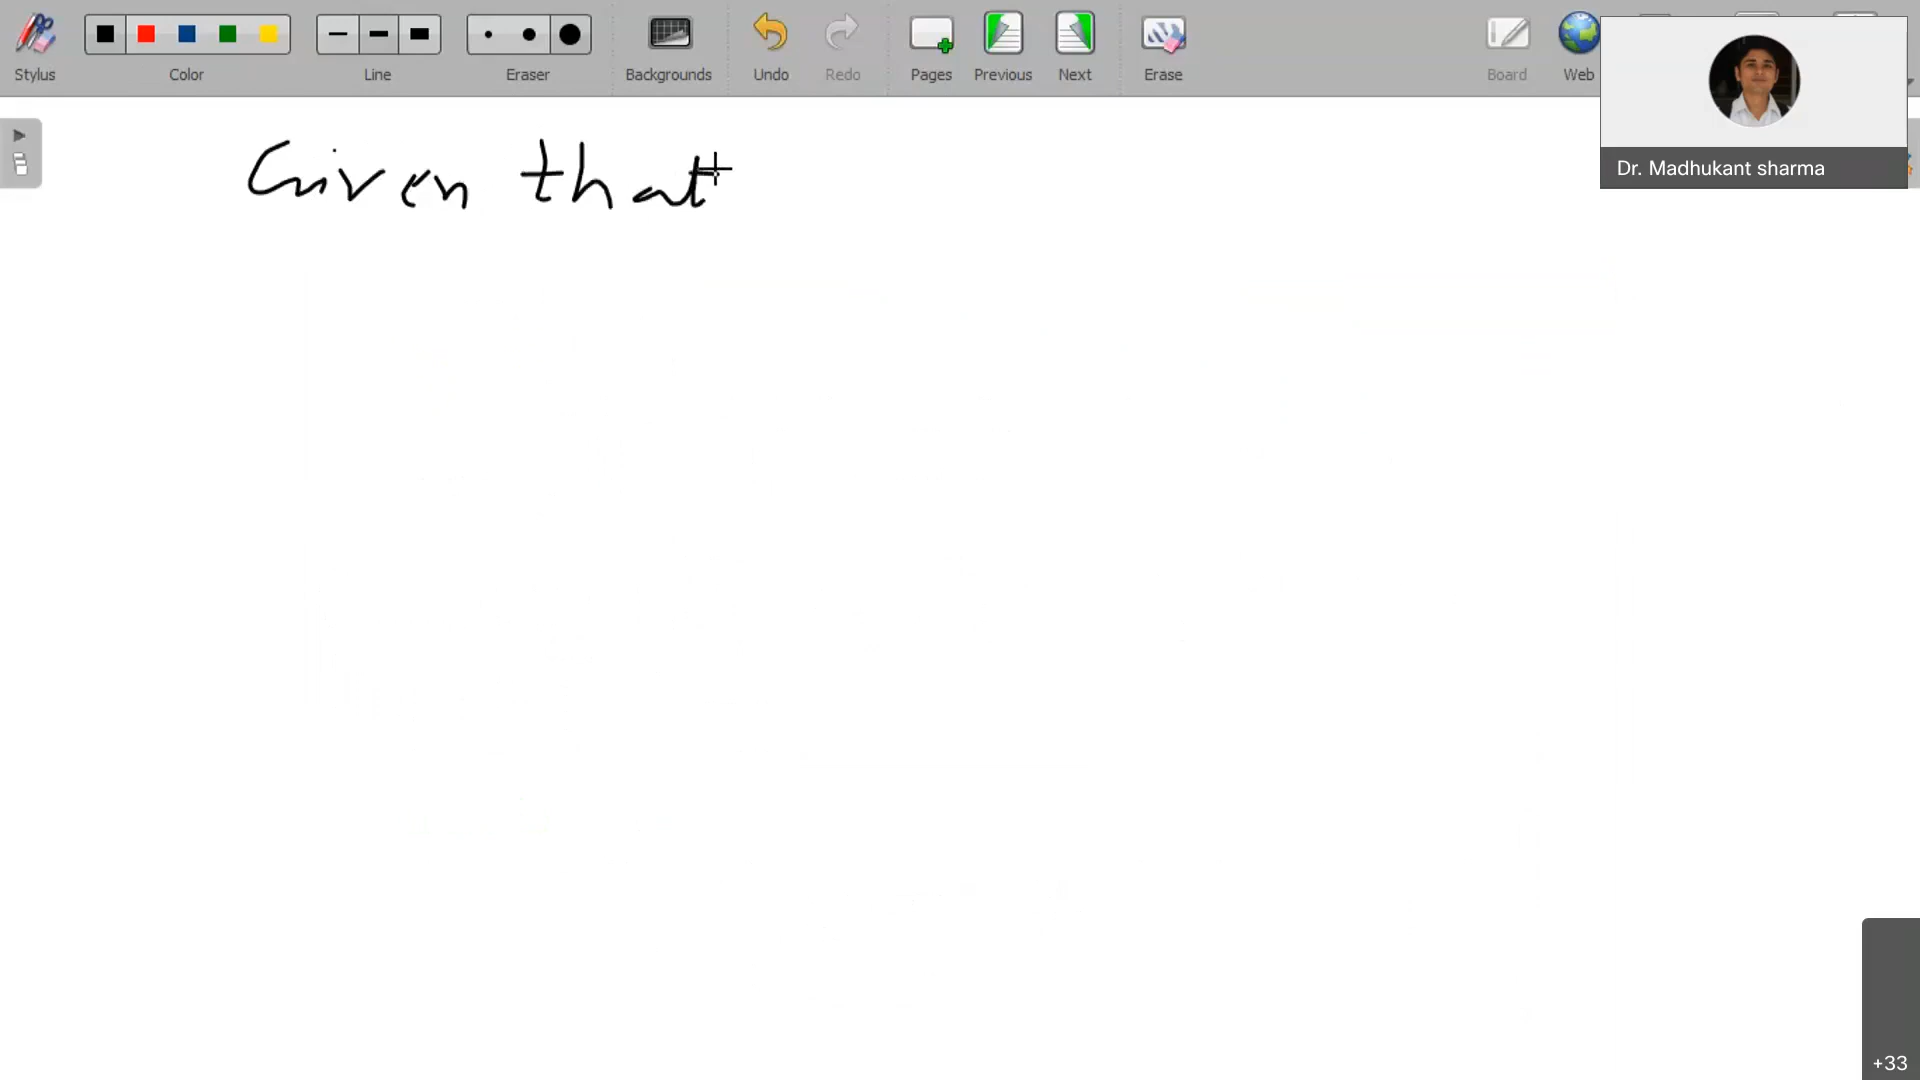 Stylus Color Line Eraser Backgrounds Undo Redo Pages Previous Next Erase Board Web
Dr. Madhukant sharma
Given that
+33